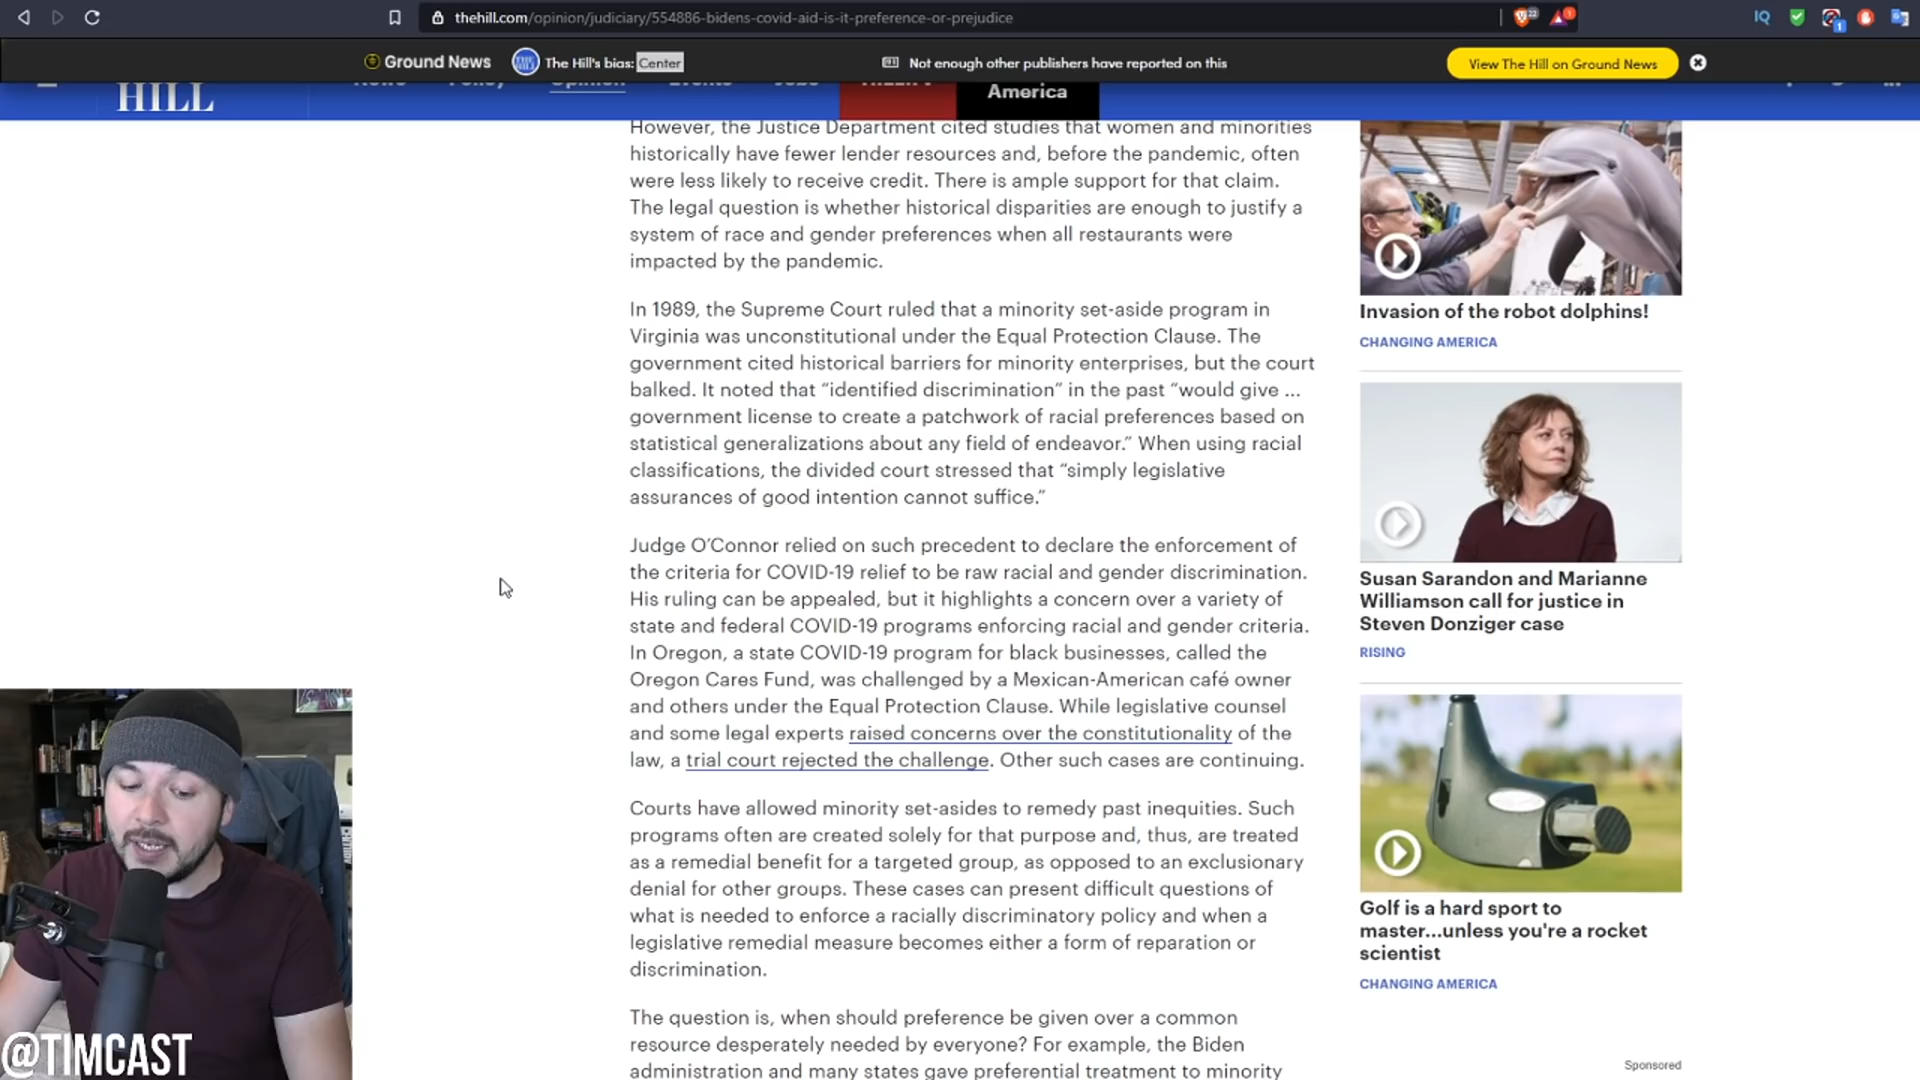 thehill.com/opinion/judiciary/554886-bidens-covid-aid-is-it-preference-or-prejudice
22
1
IQ
1
Ground News
The Hill's bias: Center
Not enough other publishers have reported on this
View The Hill on Ground News
HILL
News
Policy
Opinion
Events
Jobs
America
However, the Justice Department cited studies that women and minorities
historically have fewer lender resources and, before the pandemic, often
were less likely to receive credit. There is ample support for that claim.
The legal question is whether historical disparities are enough to justify a
system of race and gender preferences when all restaurants were
impacted by the pandemic.
In 1989, the Supreme Court ruled that a minority set-aside program in
Virginia was unconstitutional under the Equal Protection Clause. The
government cited historical barriers for minority enterprises, but the court
balked. It noted that “identified discrimination” in the past “would give ...
government license to create a patchwork of racial preferences based on
statistical generalizations about any field of endeavor.” When using racial
classifications, the divided court stressed that “simply legislative
assurances of good intention cannot suffice.”
Judge O’Connor relied on such precedent to declare the enforcement of
the criteria for COVID-19 relief to be raw racial and gender discrimination.
His ruling can be appealed, but it highlights a concern over a variety of
state and federal COVID-19 programs enforcing racial and gender criteria.
In Oregon, a state COVID-19 program for black businesses, called the
Oregon Cares Fund, was challenged by a Mexican-American café owner
and others under the Equal Protection Clause. While legislative counsel
and some legal experts raised concerns over the constitutionality of the
law, a trial court rejected the challenge. Other such cases are continuing.
Courts have allowed minority set-asides to remedy past inequities. Such
programs often are created solely for that purpose and, thus, are treated
as a remedial benefit for a targeted group, as opposed to an exclusionary
denial for other groups. These cases can present difficult questions of
what is needed to enforce a racially discriminatory policy and when a
legislative remedial measure becomes either a form of reparation or
discrimination.
The question is, when should preference be given over a common
resource desperately needed by everyone? For example, the Biden
administration and many states gave preferential treatment to minority
Invasion of the robot dolphins!
CHANGING AMERICA
Susan Sarandon and Marianne
Williamson call for justice in
Steven Donziger case
RISING
Golf is a hard sport to
master...unless you're a rocket
scientist
CHANGING AMERICA
Sponsored
@TIMCAST